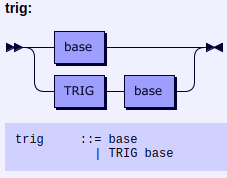 trig:
base
TRIG base
trig ::= base
| TRIG base